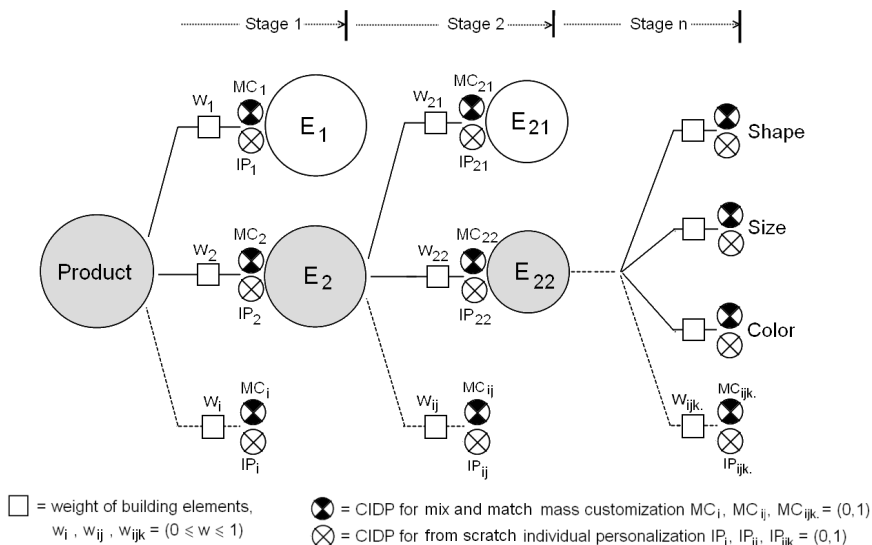 Stage 1 Stage 2 Stage n
MC1 MC21
W1 W21
E1 E21 Shape
IP1 IP21
MC2 MC22
W2 W22 Size
Product E2 E22
IP2 IP22
Color
MCi MCij MCijk.
Wi Wij Wijk.
IPi IPij IPijk.
= weight of building elements,
wi , wij , wijk = (0 ⩽ w ⩽ 1)
= CIDP for mix and match mass customization MCi, MCij, MCijk. = (0,1)
= CIDP for from scratch individual personalization IPi, IPij, IPijk = (0,1)